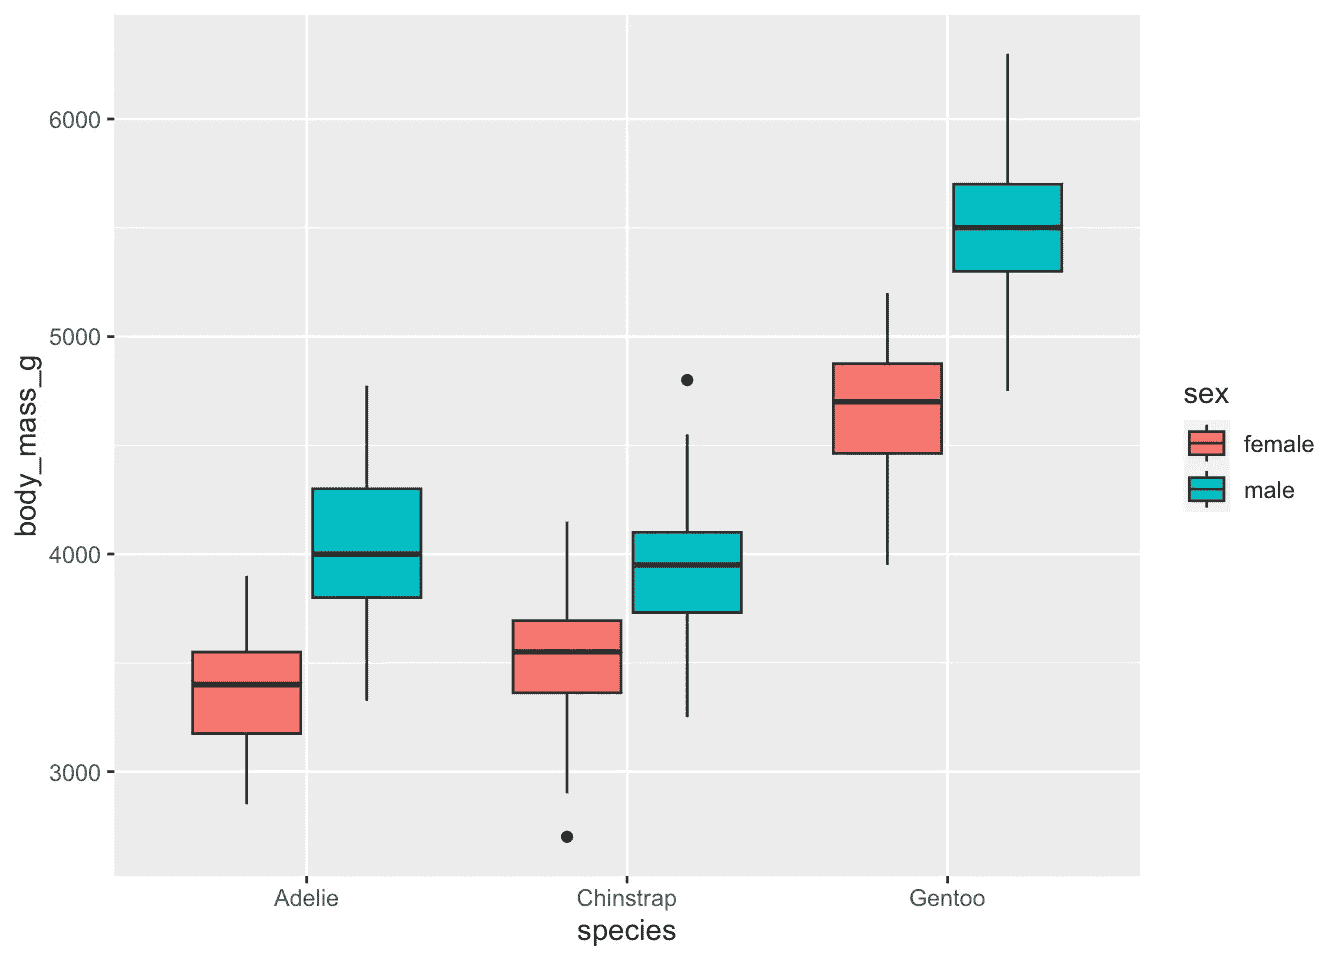 body_mass_g
6000
5000
4000
3000
Adelie
Chinstrap
Gentoo
species
sex
female
male